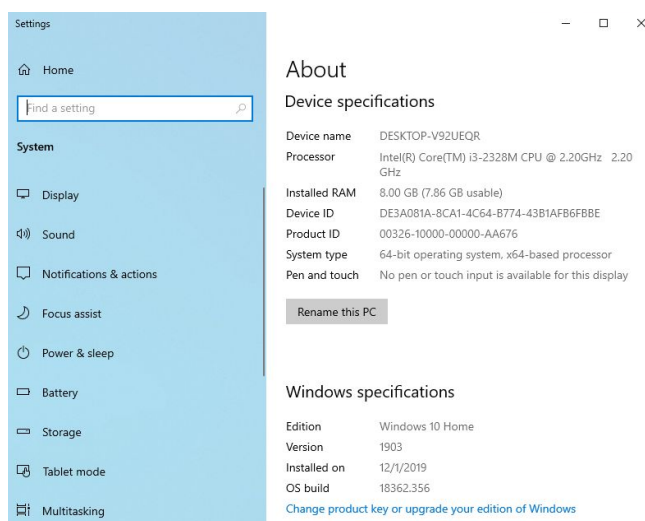 Settings
Home
Find a setting
System
Display
Sound
Notifications & actions
Focus assist
Power & sleep
Battery
Storage
Tablet mode
Multitasking
About
Device specifications
Device name DESKTOP-V92UEQR
Processor Intel(R) Core(TM) i3-2328M CPU @ 2.20GHz 2.20
GHz
Installed RAM 8.00 GB (7.86 GB usable)
Device ID DE3A081A-8CA1-4C64-B774-43B1AFB6FBBE
Product ID 00326-10000-00000-AA676
System type 64-bit operating system, x64-based processor
Pen and touch No pen or touch input is available for this display
Rename this PC
Windows specifications
Edition Windows 10 Home
Version 1903
Installed on 12/1/2019
OS build 18362.356
Change product key or upgrade your edition of Windows